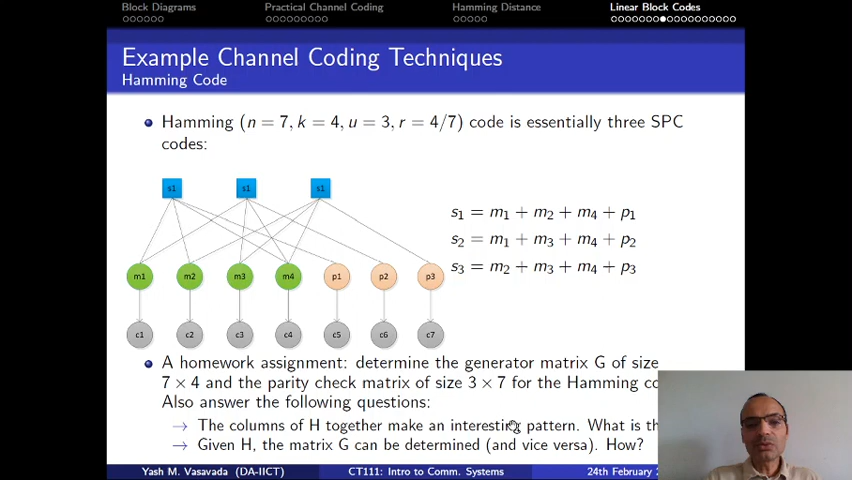 Block Diagrams Practical Channel Coding Hamming Distance Linear Block Codes
Example Channel Coding Techniques
Hamming Code
Hamming (n = 7, k = 4, u = 3, r = 4/7) code is essentially three SPC
codes:
s1 s1 s1
s₁ = m₁ + m₂ + m₄ + p₁
s₂ = m₁ + m₃ + m₄ + p₂
s₃ = m₂ + m₃ + m₄ + p₃
m1 m2 m3 m4 p1 p2 p3
c1 c2 c3 c4 c5 c6 c7
A homework assignment: determine the generator matrix G of size
7 × 4 and the parity check matrix of size 3 × 7 for the Hamming
Also answer the following questions:
→ The columns of H together make an interesting pattern. What is
→ Given H, the matrix G can be determined (and vice versa). How?
Yash M. Vasavada (DA-IICT) CT111: Intro to Comm. Systems 24th February